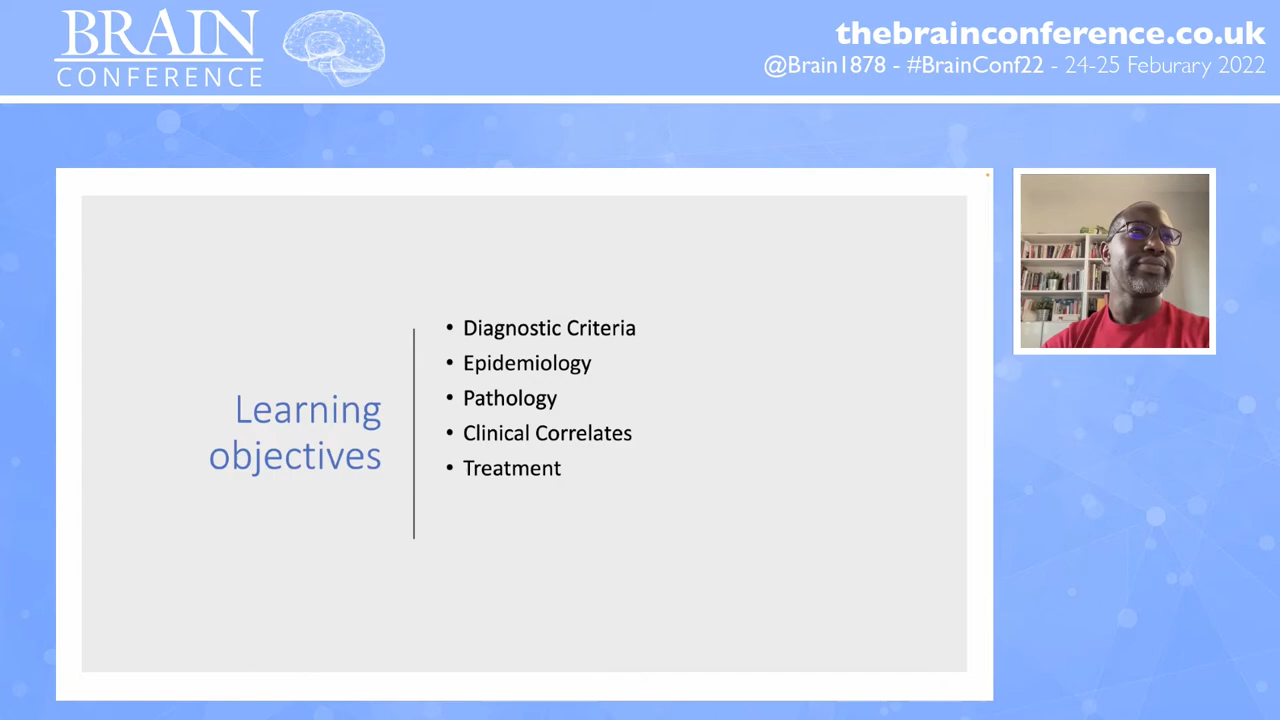 BRAIN
CONFERENCE
thebrainconference.co.uk
@Brain1878 - #BrainConf22 - 24-25 Feburary 2022
Learning
objectives
• Diagnostic Criteria
• Epidemiology
• Pathology
• Clinical Correlates
• Treatment